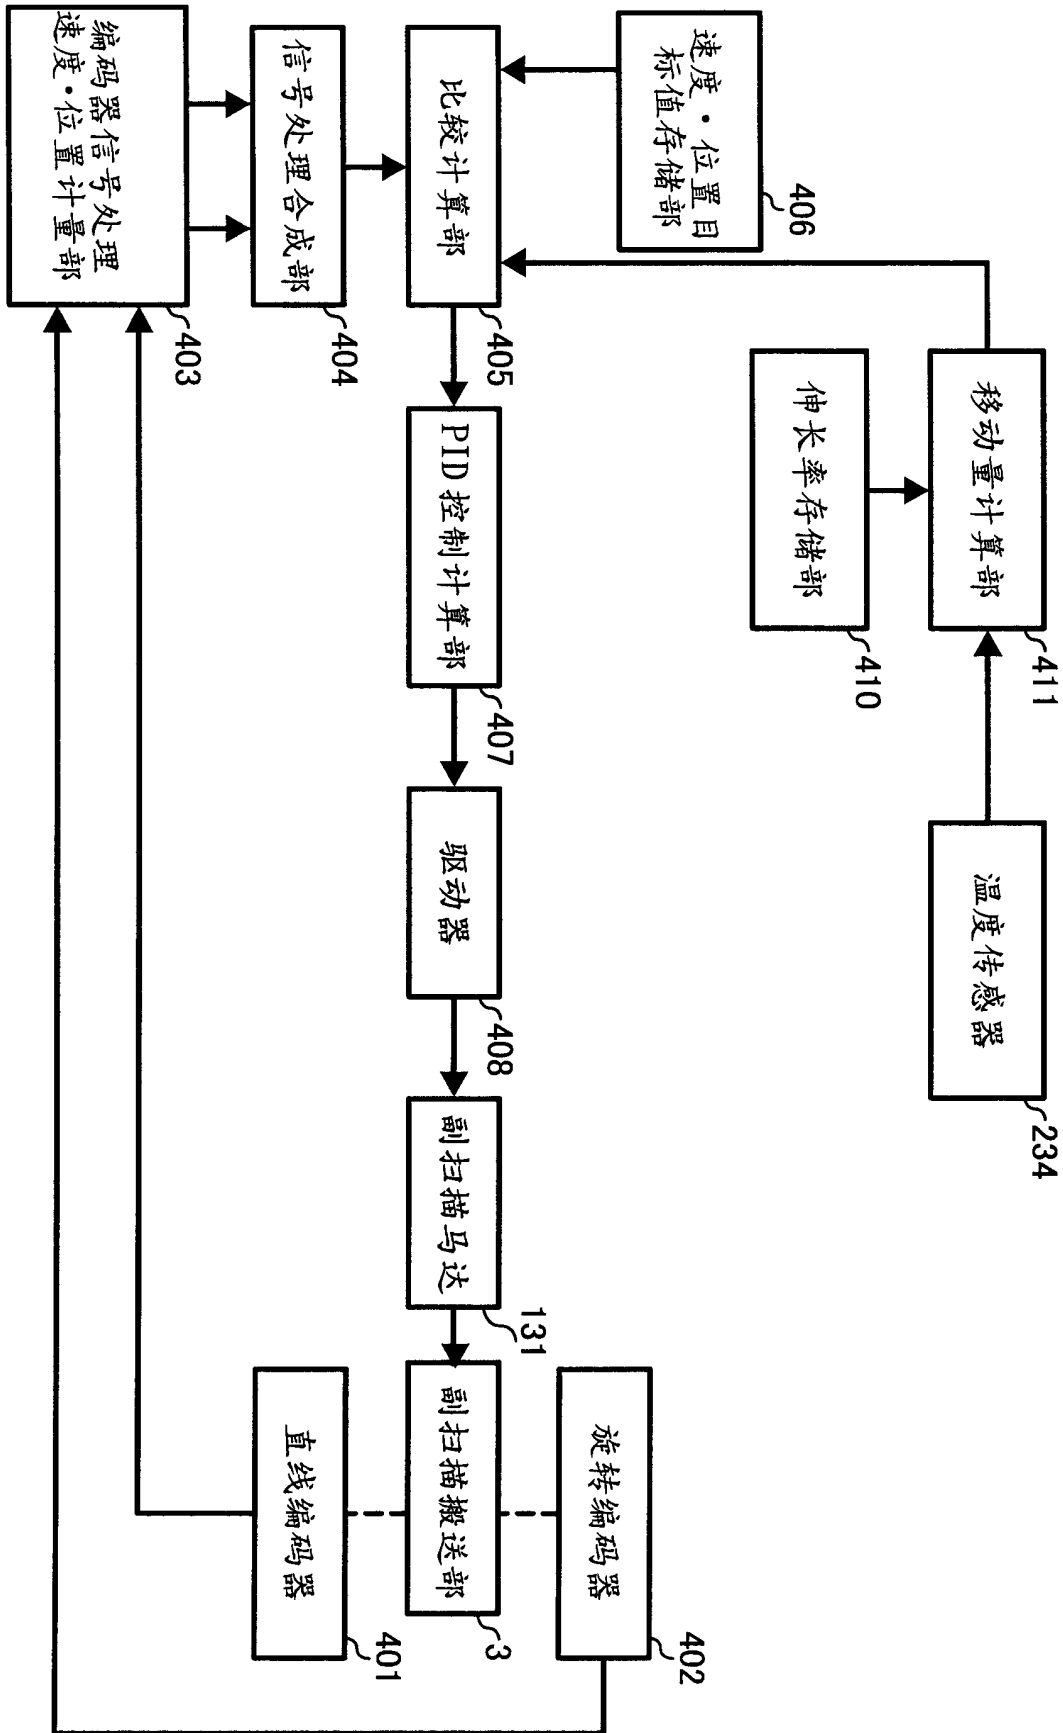 移动量计算部
411
温度传感器
234
伸长率存储部
410
速度・位置目
标值存储部
406
旋转编码器
402
比较计算部
405
PID控制计算部
407
驱动器
408
副扫描马达
131
副扫描搬送部
3
信号处理合成部
404
直线编码器
401
编码器信号处理
速度・位置计量部
403